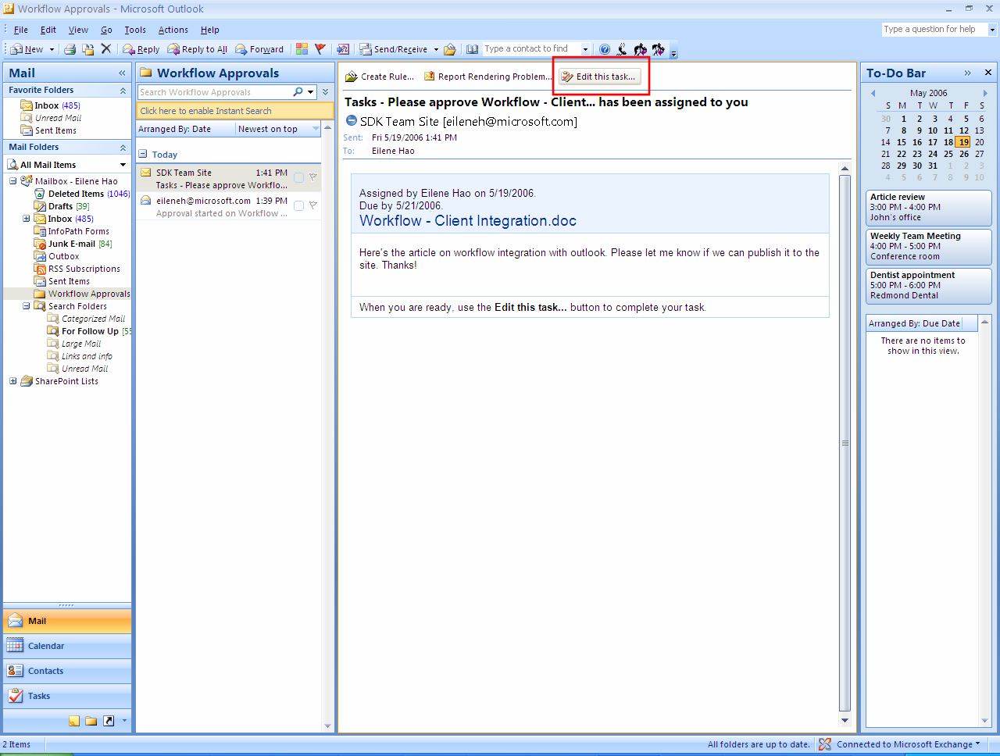 Workflow Approvals - Microsoft Outlook
File Edit View Go Tools Actions Help
Type a question for help
New Reply Reply to All Forward Send/Receive Type a contact to find
Mail
Favorite Folders
Inbox (485)
Unread Mail
Sent Items
Mail Folders
All Mail Items
Mailbox - Eilene Hao
Deleted Items (1046)
Drafts [39]
Inbox (485)
InfoPath Forms
Junk E-mail [84]
Outbox
RSS Subscriptions
Sent Items
Workflow Approvals
Search Folders
Categorized Mail
For Follow Up [55
Large Mail
Links and info
Unread Mail
SharePoint Lists
Mail
Calendar
Contacts
Tasks
Workflow Approvals
Search Workflow Approvals
Click here to enable Instant Search
Arranged By: Date Newest on top
Today
SDK Team Site 1:41 PM
Tasks - Please approve Workflo...
eileneh@microsoft.com 1:39 PM
Approval started on Workflow ...
Create Rule... Report Rendering Problem... Edit this task...
Tasks - Please approve Workflow - Client... has been assigned to you
SDK Team Site [eileneh@microsoft.com]
Sent: Fri 5/19/2006 1:41 PM
To: Eilene Hao
Assigned by Eilene Hao on 5/19/2006.
Due by 5/21/2006.
Workflow - Client Integration.doc
Here's the article on workflow integration with outlook. Please let me know if we can publish it to the
site. Thanks!
When you are ready, use the Edit this task... button to complete your task.
To-Do Bar
May 2006
S M T W T F S
30 1 2 3 4 5 6
7 8 9 10 11 12 13
14 15 16 17 18 19 20
21 22 23 24 25 26 27
28 29 30 31 1 2 3
4 5 6 7 8 9 10
Article review
3:00 PM - 4:00 PM
John's office
Weekly Team Meeting
4:00 PM - 5:00 PM
Conference room
Dentist appointment
5:00 PM - 6:00 PM
Redmond Dental
Arranged By: Due Date
There are no items to
show in this view.
2 Items
All folders are up to date. Connected to Microsoft Exchange